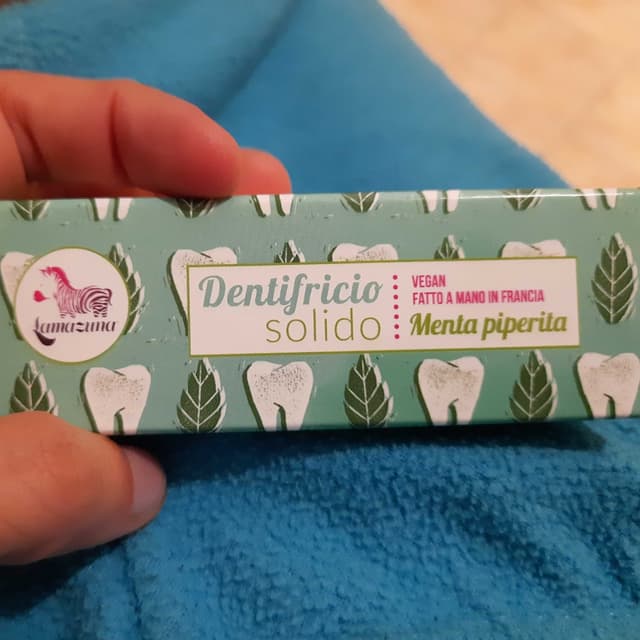 Lamazuna
Dentifricio
solido
VEGAN
FATTO A MANO IN FRANCIA
Menta piperita